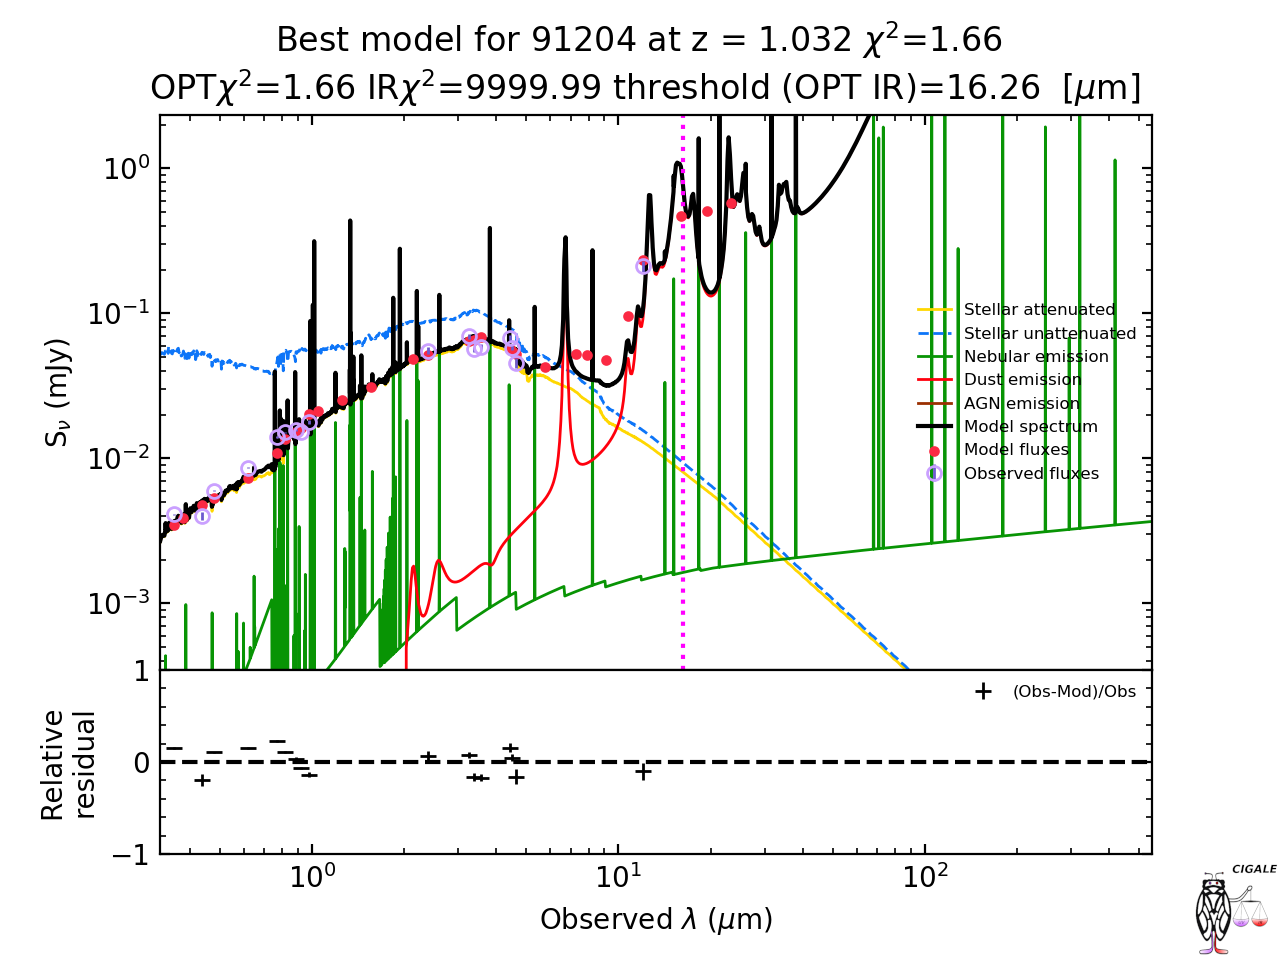 Best model for 91204 at z = 1.032 χ²=1.66
OPTχ²=1.66 IRχ²=9999.99 threshold (OPT IR)=16.26 [μm]
10⁰
10⁻¹
10⁻²
10⁻³
S_ν (mJy)
Stellar attenuated
Stellar unattenuated
Nebular emission
Dust emission
AGN emission
Model spectrum
Model fluxes
Observed fluxes
1
0
−1
Relative
residual
(Obs-Mod)/Obs
10⁰ 10¹ 10²
Observed λ (μm)
CIGALE